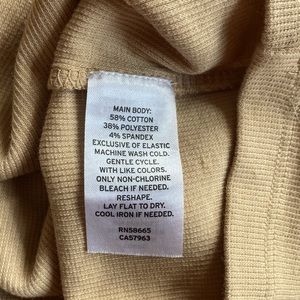 MAIN BODY:
58% COTTON
38% POLYESTER
4% SPANDEX
EXCLUSIVE OF ELASTIC
MACHINE WASH COLD.
GENTLE CYCLE.
WITH LIKE COLORS.
ONLY NON-CHLORINE
BLEACH IF NEEDED.
RESHAPE.
LAY FLAT TO DRY.
COOL IRON IF NEEDED.
RN58665
CA57963